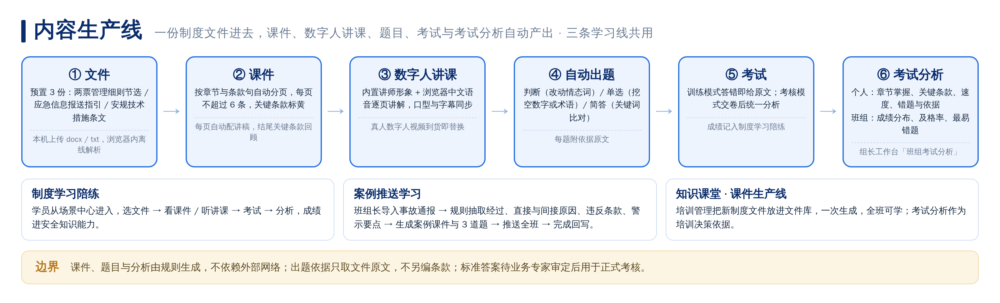 内容生产线
一份制度文件进去，课件、数字人讲课、题目、考试与考试分析自动产出 · 三条学习线共用
① 文件
预置 3 份：两票管理细则节选 /
应急信息报送指引 / 安规技术
措施条文
本机上传 docx / txt，浏览器内离
线解析
→
② 课件
按章节与条款句自动分页，每页
不超过 6 条，关键条款标黄
每页自动配讲稿，结尾关键条款回
顾
→
③ 数字人讲课
内置讲师形象 + 浏览器中文语
音逐页讲解，口型与字幕同步
真人数字人视频到货即替换
→
④ 自动出题
判断（改动情态词）/ 单选（挖
空数字或术语）/ 简答（关键词
比对）
每题附依据原文
→
⑤ 考试
训练模式答错即给原文；考核模
式交卷后统一分析
成绩记入制度学习陪练
→
⑥ 考试分析
个人：章节掌握、关键条款、速
度、错题与依据
班组：成绩分布、及格率、最易
错题
组长工作台「班组考试分析」
制度学习陪练
学员从场景中心进入，选文件 → 看课件 / 听讲课 → 考试 → 分析，成绩
进安全知识能力。
案例推送学习
班组长导入事故通报 → 规则抽取经过、直接与间接原因、违反条款、警
示要点 → 生成案例课件与 3 道题 → 推送全班 → 完成回写。
知识课堂 · 课件生产线
培训管理把新制度文件放进文件库，一次生成，全班可学；考试分析作为
培训决策依据。
边界 课件、题目与分析由规则生成，不依赖外部网络；出题依据只取文件原文，不另编条款；标准答案待业务专家审定后用于正式考核。